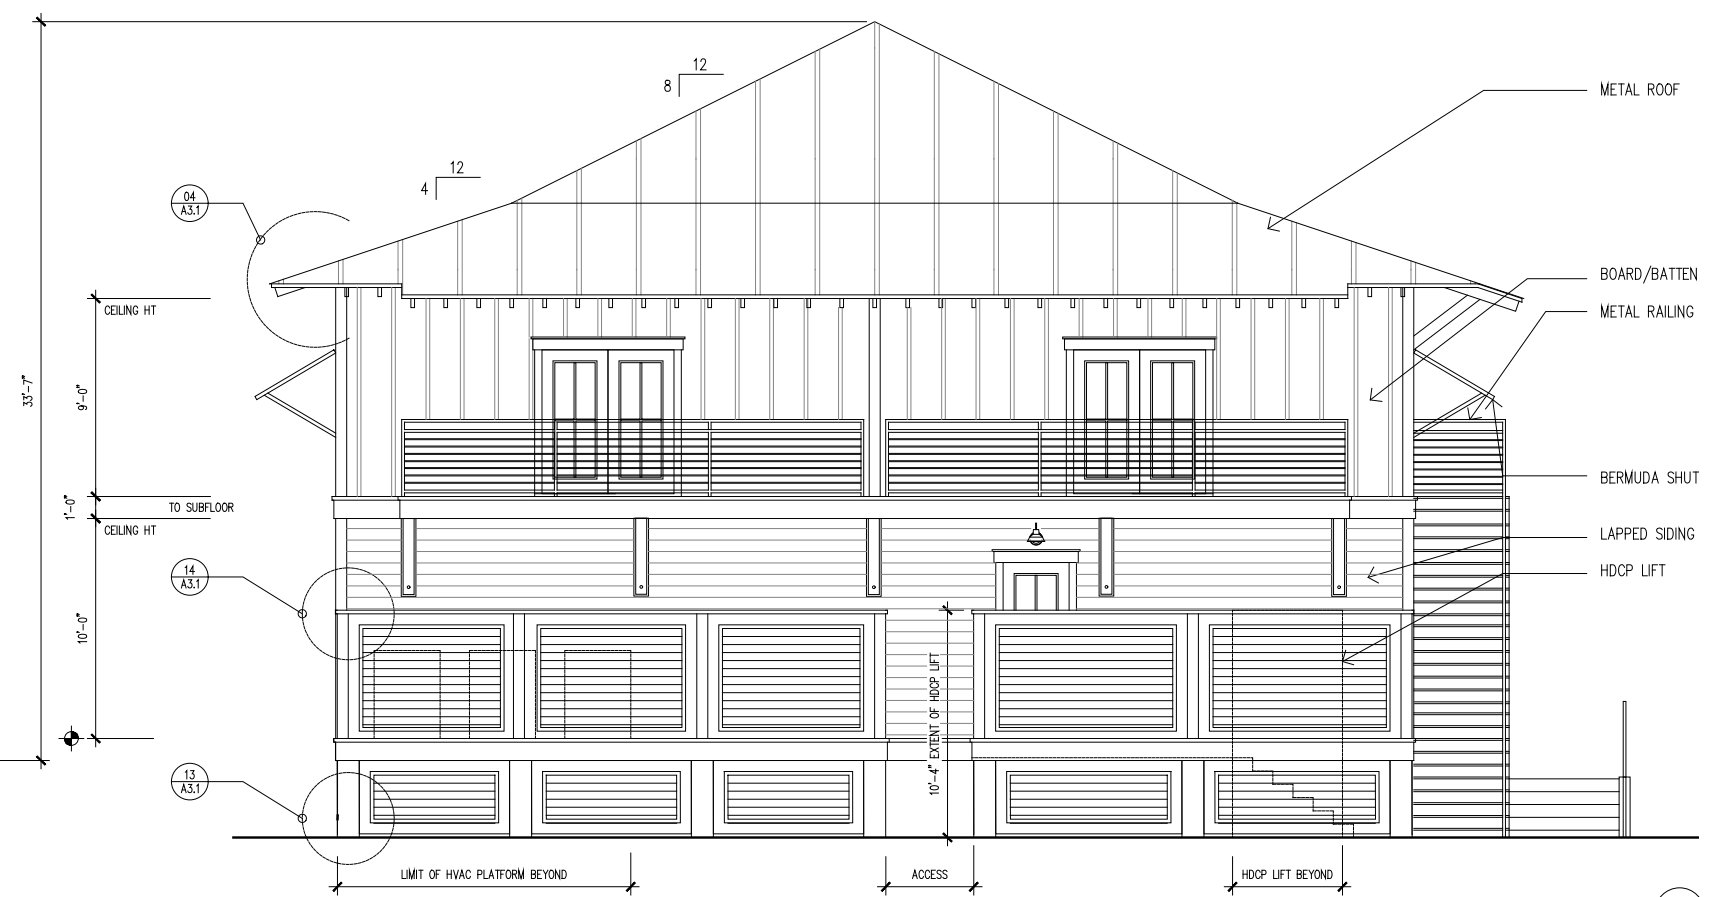 12
8
METAL ROOF
12
4
04
A3.1
BOARD/BATTEN
CEILING HT
METAL RAILING
33'-7"
9'-0"
BERMUDA SHUT
1'-0"
TO SUBFLOOR
CEILING HT
LAPPED SIDING
HDCP LIFT
14
A3.1
10'-0"
10'-4" EXTENT OF HDCP LIFT
13
A3.1
LIMIT OF HVAC PLATFORM BEYOND
ACCESS
HDCP LIFT BEYOND